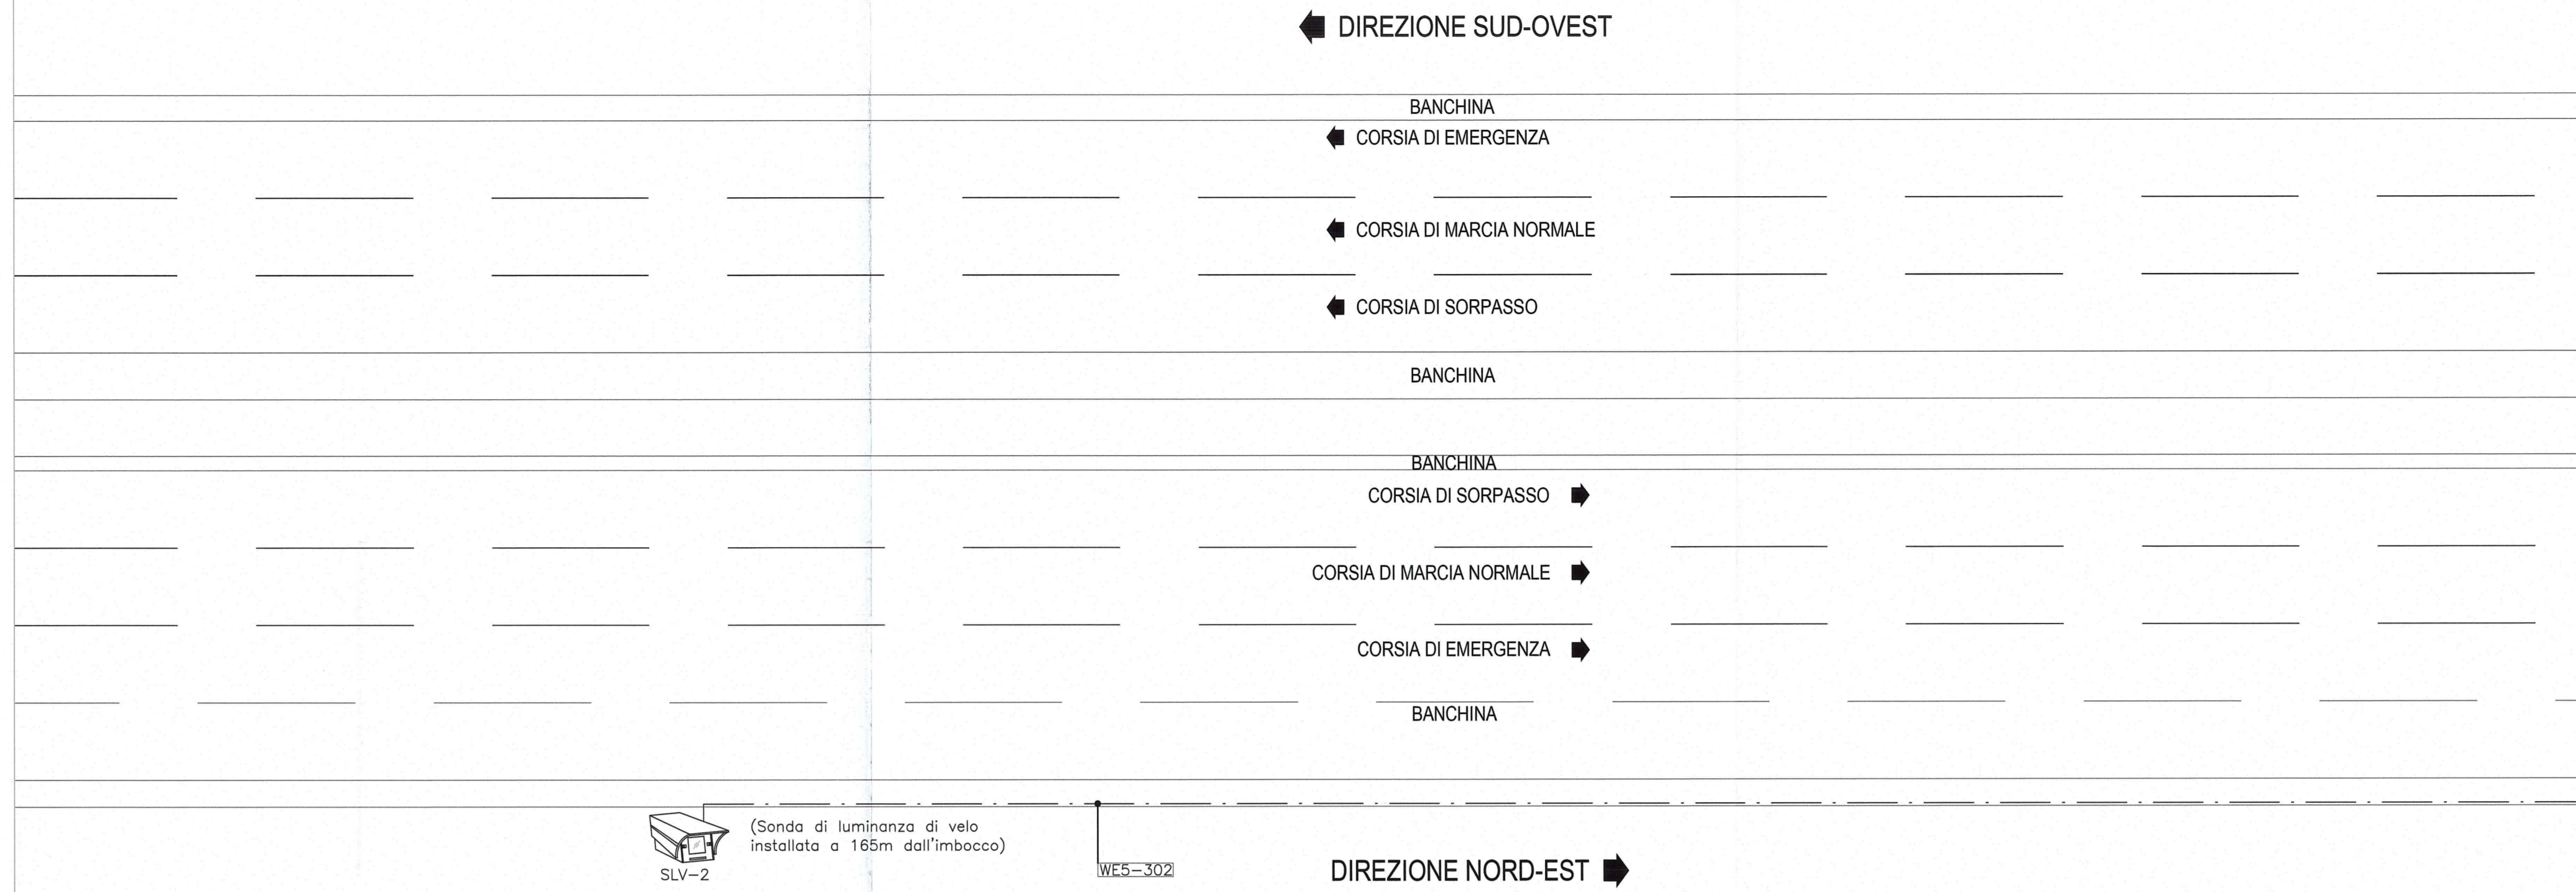 DIREZIONE SUD-OVEST
BANCHINA
CORSIA DI EMERGENZA
CORSIA DI MARCIA NORMALE
CORSIA DI SORPASSO
BANCHINA
BANCHINA
CORSIA DI SORPASSO
CORSIA DI MARCIA NORMALE
CORSIA DI EMERGENZA
BANCHINA
(Sonda di luminanza di velo
installata a 165m dall'imbocco)
SLV-2
WE5-302
DIREZIONE NORD-EST